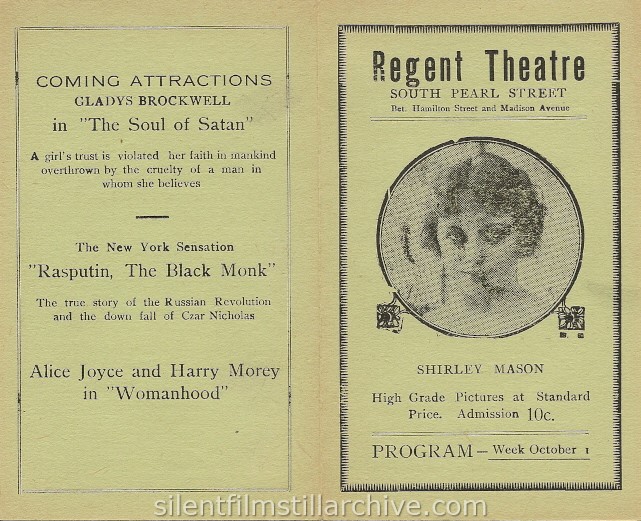 COMING ATTRACTIONS
GLADYS BROCKWELL
in "The Soul of Satan"
A girl's trust is violated her faith in mankind
overthrown by the cruelty of a man in
whom she believes
The New York Sensation
"Rasputin, The Black Monk"
The true story of the Russian Revolution
and the down fall of Czar Nicholas
Alice Joyce and Harry Morey
in "Womanhood"
Regent Theatre
SOUTH PEARL STREET
Bet. Hamilton Street and Madison Avenue
SHIRLEY MASON
High Grade Pictures at Standard
Price. Admission 10c.
PROGRAM — Week October 1
silentfilmstillarchive.com